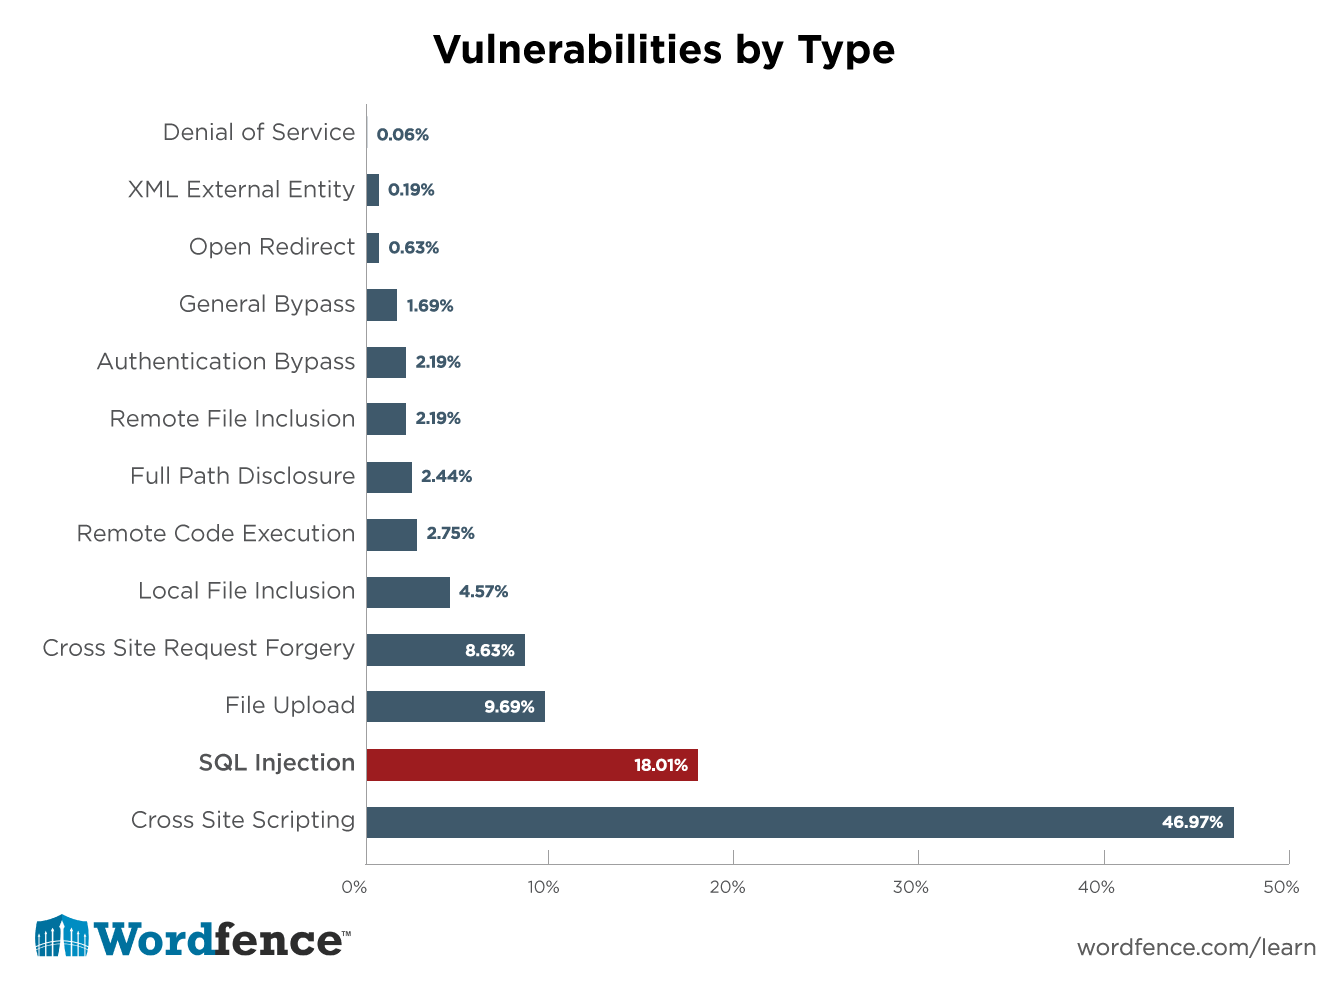 Vulnerabilities by Type
Denial of Service 0.06%
XML External Entity 0.19%
Open Redirect 0.63%
General Bypass 1.69%
Authentication Bypass 2.19%
Remote File Inclusion 2.19%
Full Path Disclosure 2.44%
Remote Code Execution 2.75%
Local File Inclusion 4.57%
Cross Site Request Forgery 8.63%
File Upload 9.69%
SQL Injection 18.01%
Cross Site Scripting 46.97%
0% 10% 20% 30% 40% 50%
Wordfence™
wordfence.com/learn